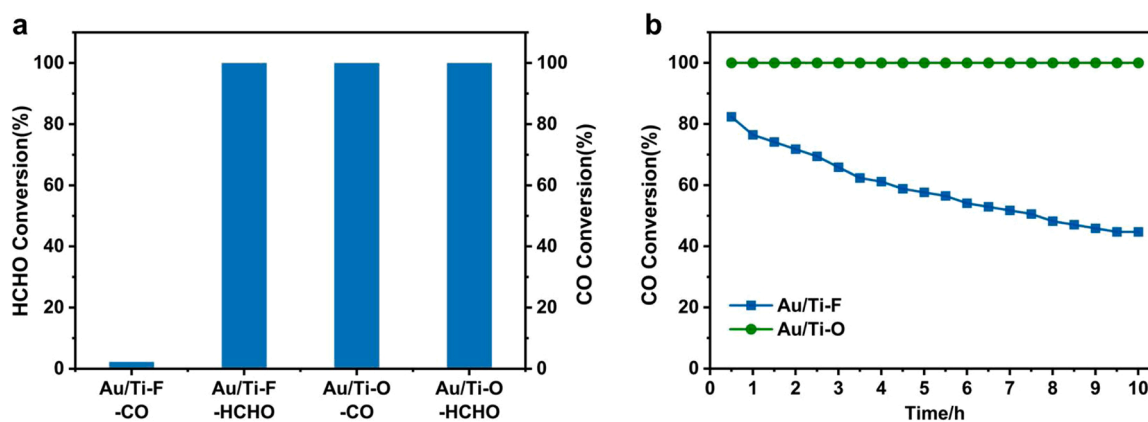 a
HCHO Conversion(%)
100
80
60
40
20
0
Au/Ti-F
-CO
Au/Ti-F
-HCHO
Au/Ti-O
-CO
Au/Ti-O
-HCHO
100
80
60
40
20
0
CO Conversion(%)
b
CO Conversion(%)
100
80
60
40
20
0
Au/Ti-F
Au/Ti-O
0 1 2 3 4 5 6 7 8 9 10
Time/h